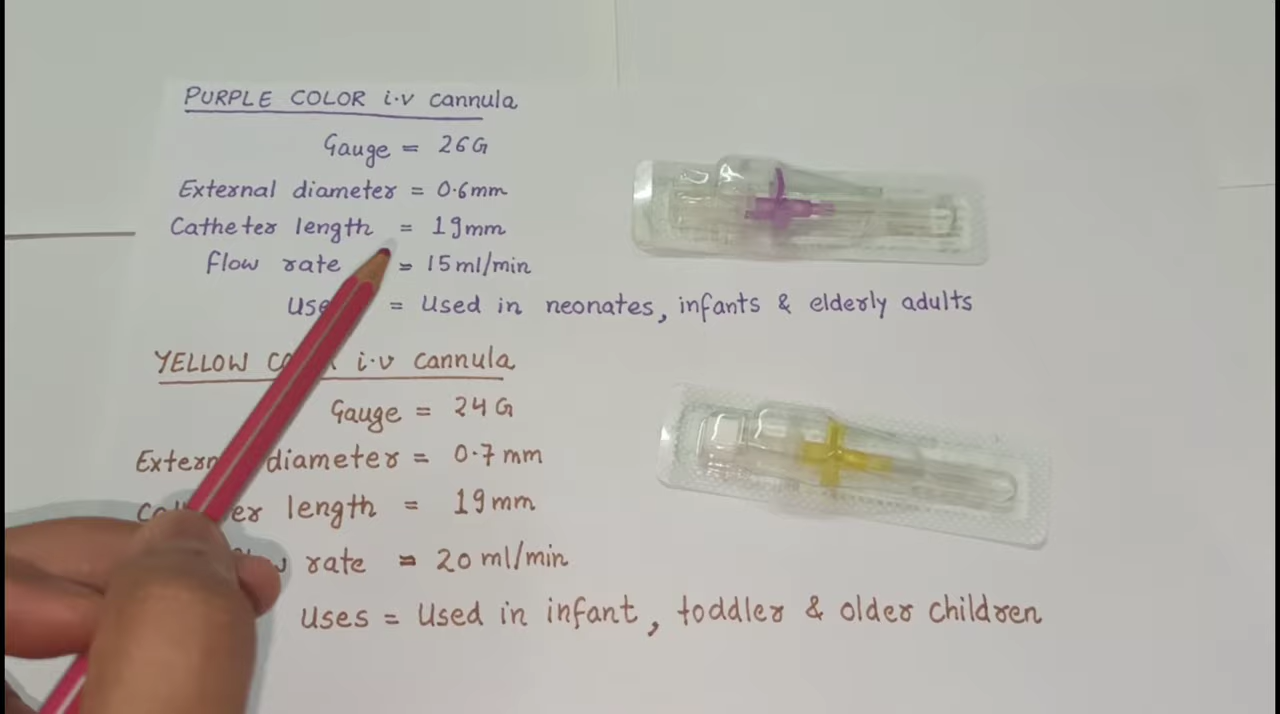 PURPLE COLOR i.v cannula
Gauge = 26G
External diameter = 0.6mm
Catheter length = 19mm
flow rate = 15ml/min
= Used in neonates, infants & elderly adults
YELLOW i.v cannula
Gauge = 24G
diameter = 0.7mm
length = 19mm
rate = 20 ml/min
Uses = Used in infant, toddler & older children